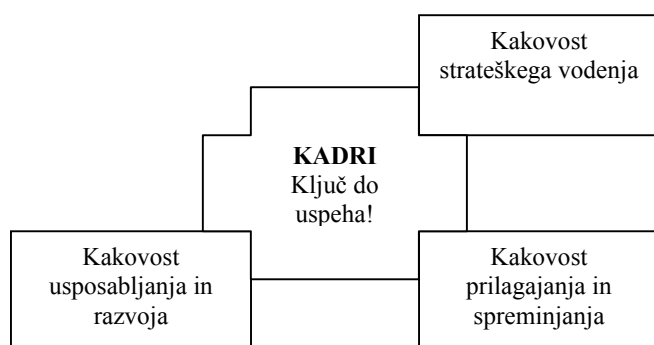 Kakovost
strateškega vodenja
KADRI
Ključ do
uspeha!
Kakovost
usposabljanja in
razvoja
Kakovost
prilagajanja in
spreminjanja